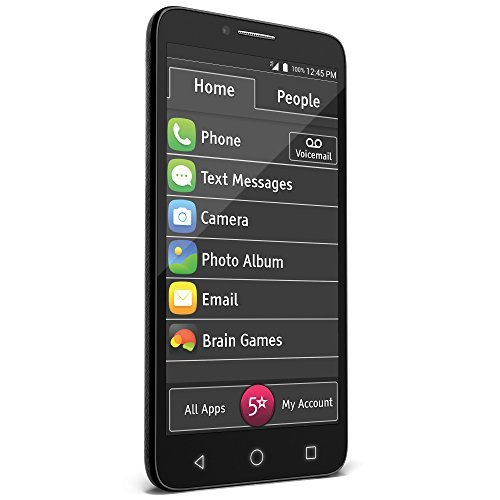 100% 12:45 PM
Home
People
Phone
Voicemail
Text Messages
Camera
Photo Album
Email
Brain Games
All Apps
5☆
My Account